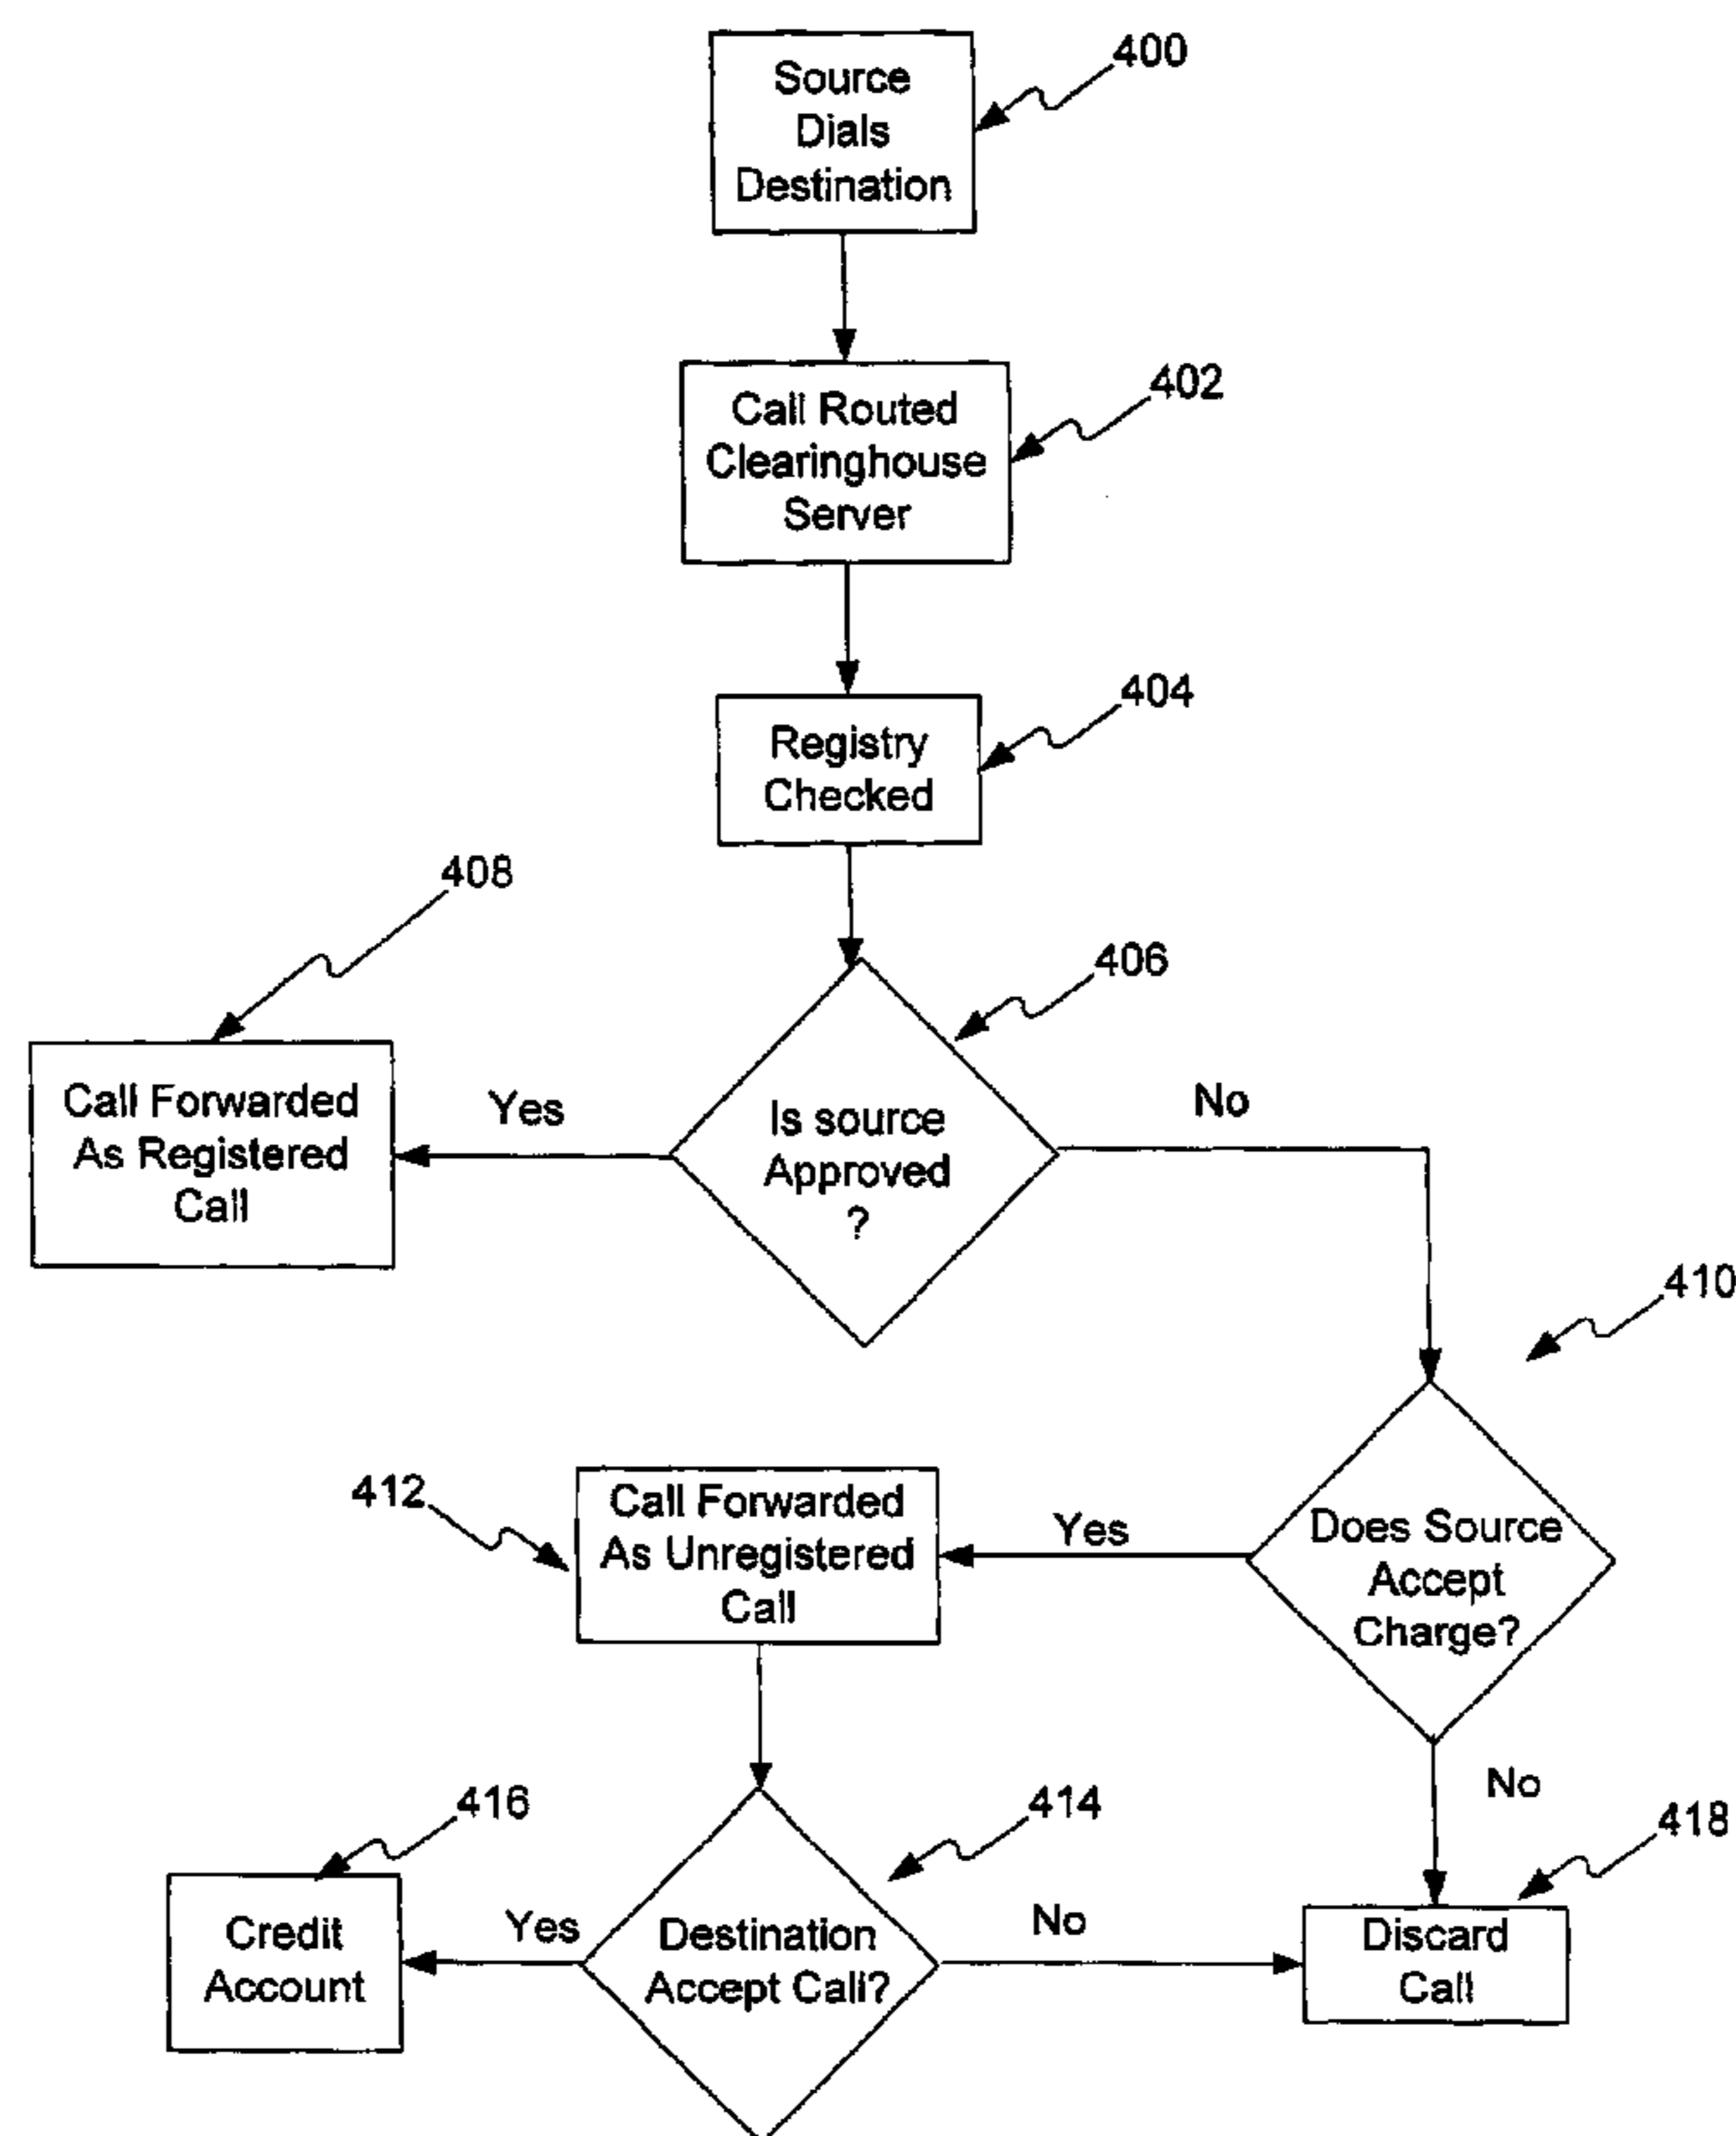 400
Source
Dials
Destination
402
Call Routed
Clearinghouse
Server
404
Registry
Checked
408
406
Call Forwarded
As Registered
Call
Yes
Is source
Approved
?
No
410
412
Call Forwarded
As Unregistered
Call
Yes
Does Source
Accept
Charge?
No
416
414
418
Credit
Account
Yes
Destination
Accept Call?
No
Discard
Call